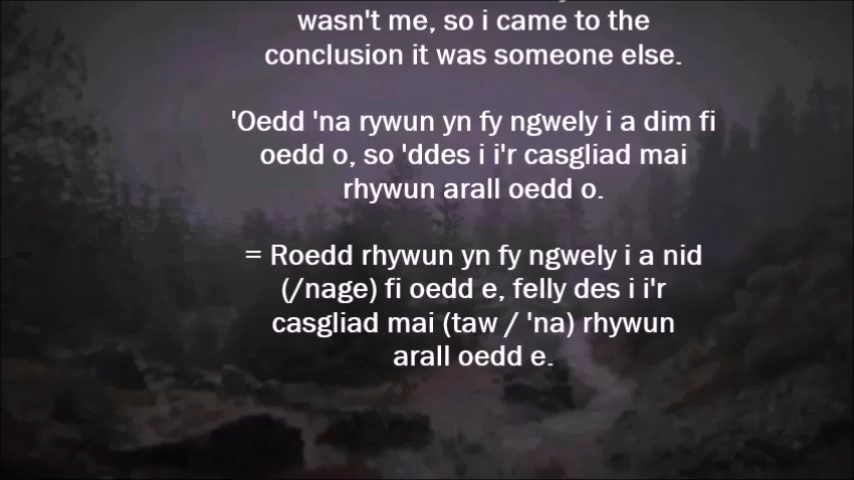 wasn't me, so i came to the
conclusion it was someone else.
'Oedd 'na rywun yn fy ngwely i a dim fi
oedd o, so 'ddes i i'r casgliad mai
rhywun arall oedd o.
= Roedd rhywun yn fy ngwely i a nid
(/nage) fi oedd e, felly des i i'r
casgliad mai (taw / 'na) rhywun
arall oedd e.